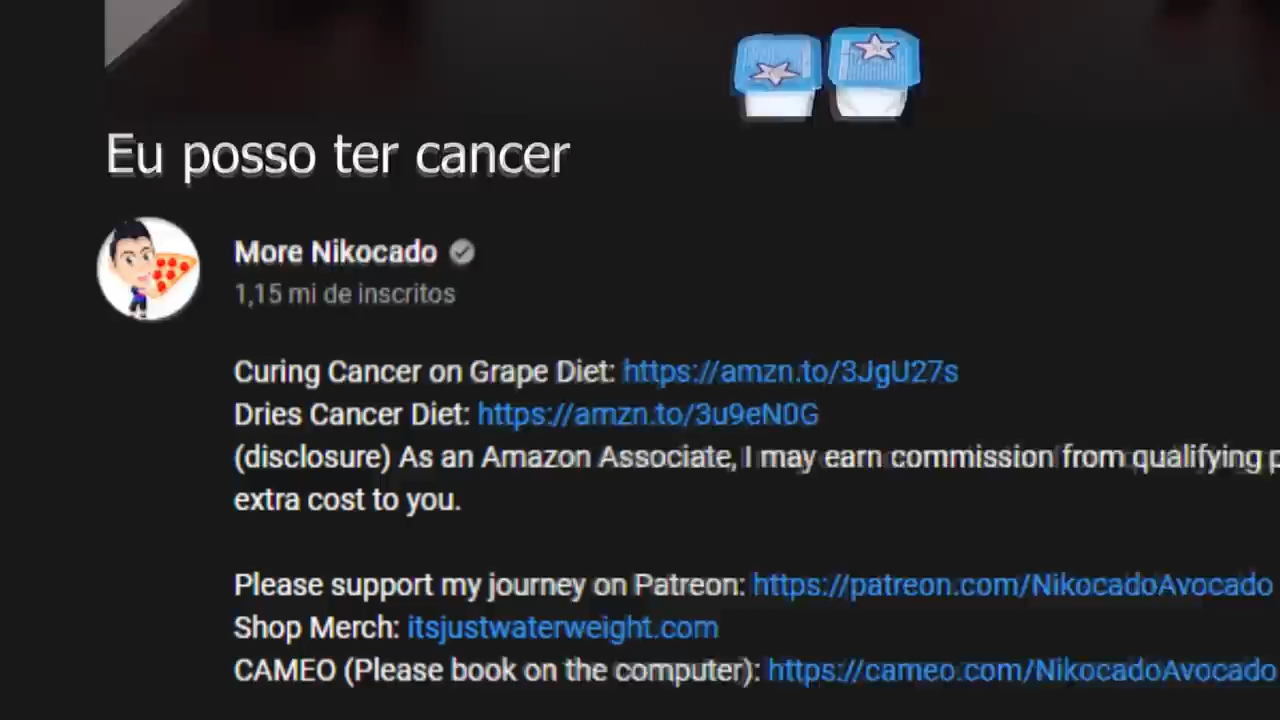 Eu posso ter cancer
More Nikocado
1,15 mi de inscritos
Curing Cancer on Grape Diet: https://amzn.to/3JgU27s
Dries Cancer Diet: https://amzn.to/3u9eN0G
(disclosure) As an Amazon Associate, I may earn commission from qualifying p
extra cost to you.
Please support my journey on Patreon: https://patreon.com/NikocadoAvocado
Shop Merch: itsjustwaterweight.com
CAMEO (Please book on the computer): https://cameo.com/NikocadoAvocado